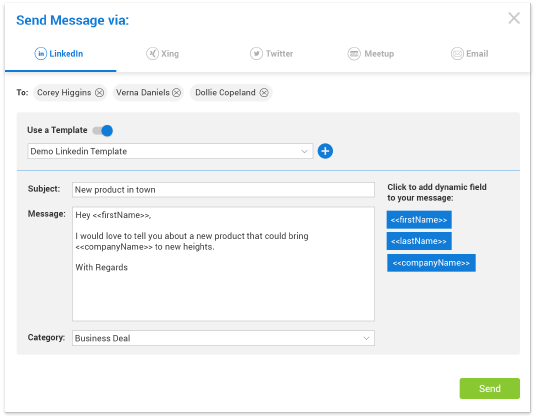 Send Message via:
LinkedIn Xing Twitter Meetup Email
To: Corey Higgins Verna Daniels Dollie Copeland
Use a Template
Demo Linkedin Template
Subject: New product in town
Message: Hey <<firstName>>,
I would love to tell you about a new product that could bring
<<companyName>> to new heights.
With Regards
Category: Business Deal
Click to add dynamic field
to your message:
<<firstName>>
<<lastName>>
<<companyName>>
Send